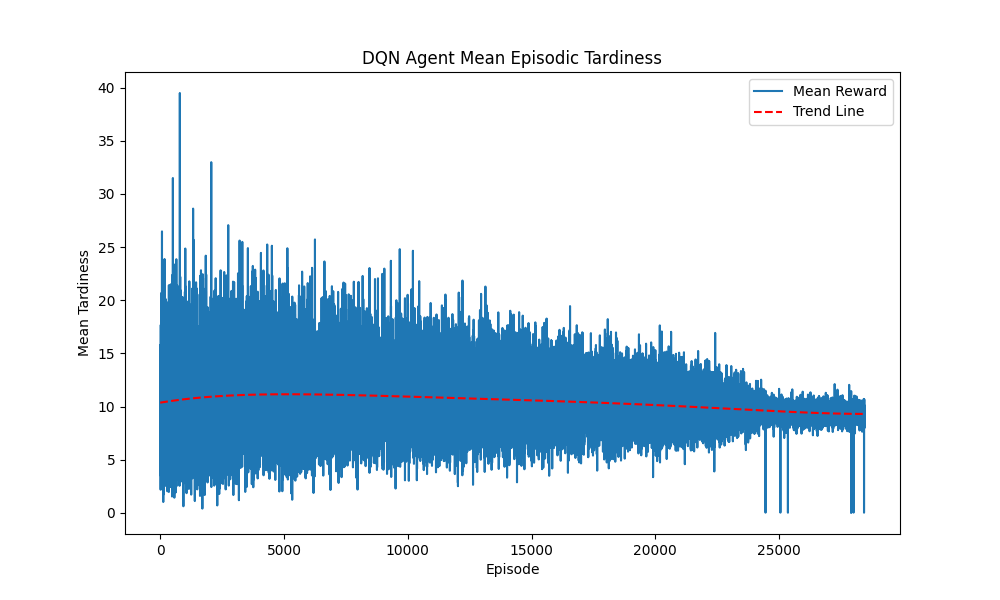 DQN Agent Mean Episodic Tardiness
Mean Reward
Trend Line
40
35
30
25
20
15
10
5
0
Mean Tardiness
0 5000 10000 15000 20000 25000
Episode